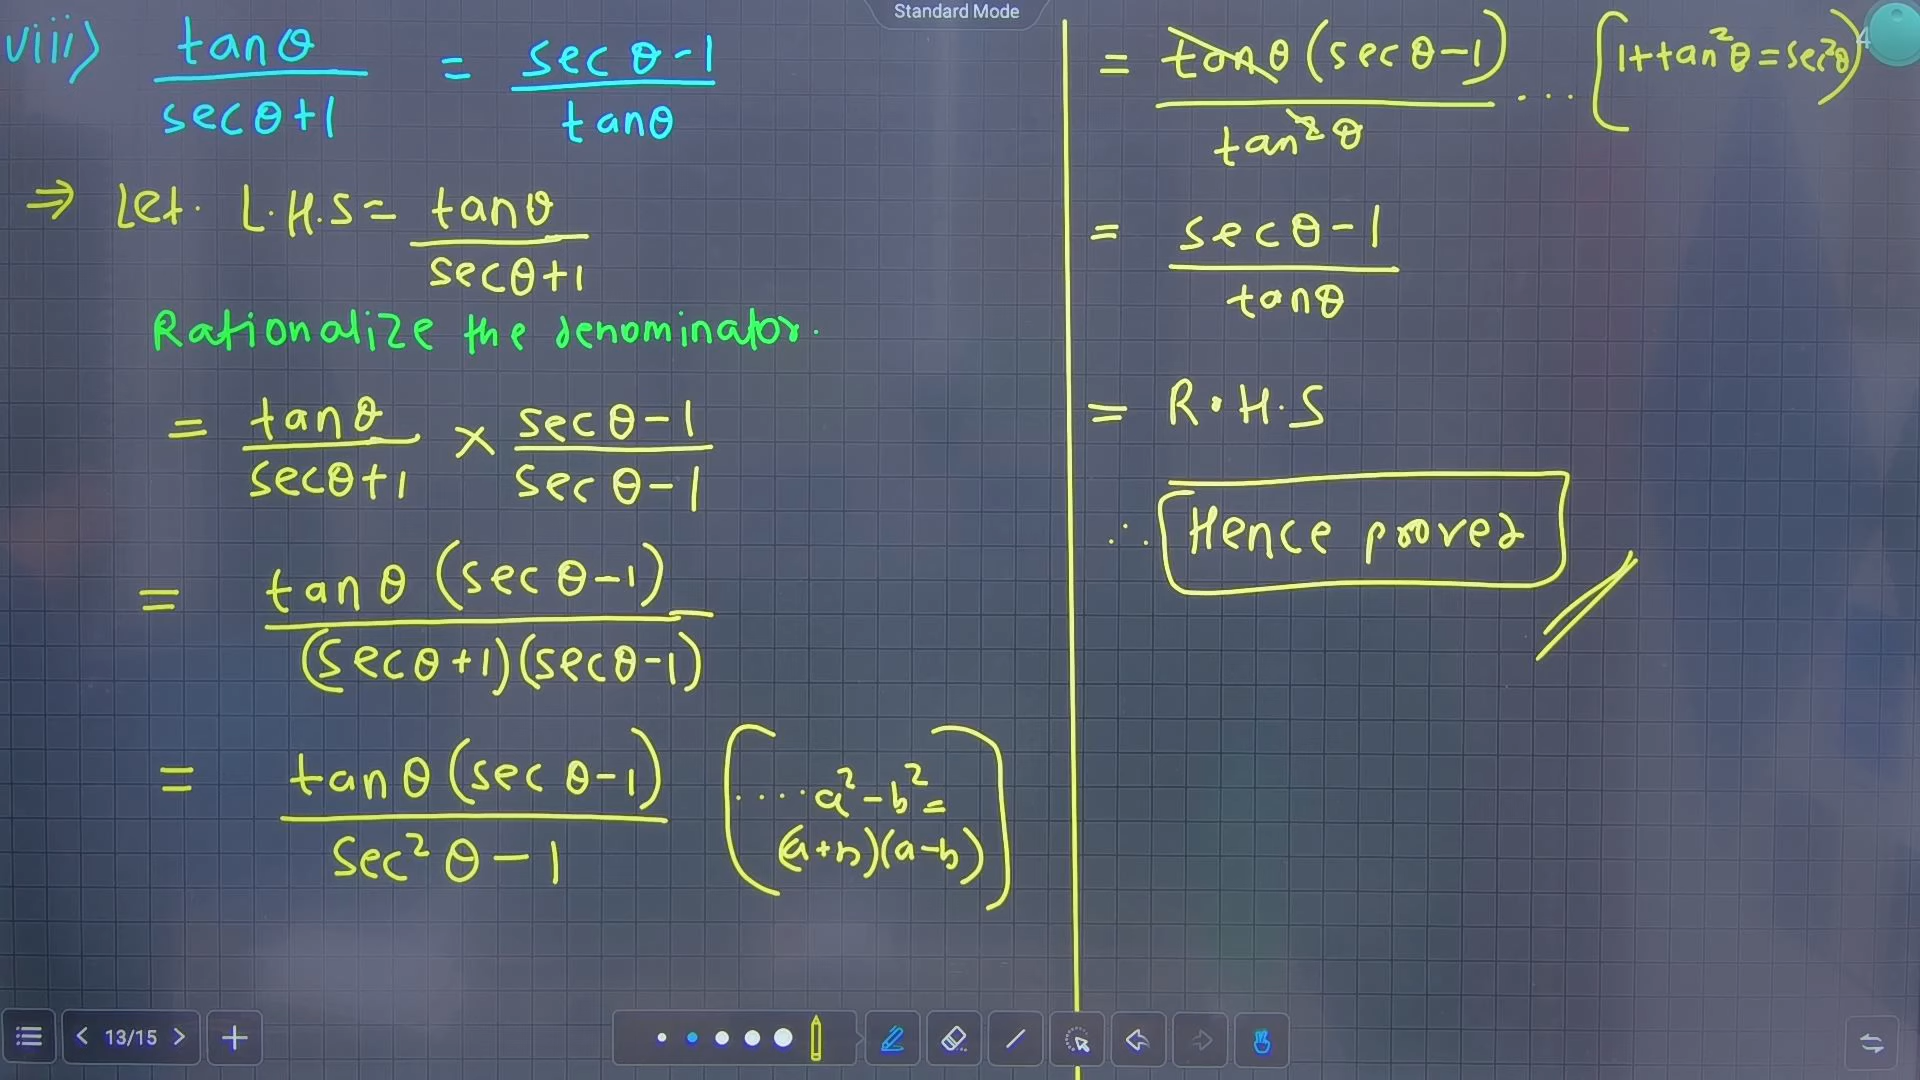 Standard Mode
viii) tanθ / secθ+1 = secθ-1 / tanθ
⇒ Let. L.H.S = tanθ / secθ+1
Rationalize the denominator.
= tanθ / secθ+1 × secθ-1 / secθ-1
= tanθ (secθ-1) / (secθ+1)(secθ-1)
= tanθ (secθ-1) / sec²θ-1 [....a²-b²=
(a+b)(a-b)]
= tanθ (secθ-1) / tan²θ ... [1+tan²θ=sec²θ)
4
= secθ-1 / tanθ
= R.H.S
∴ Hence proved
13/15